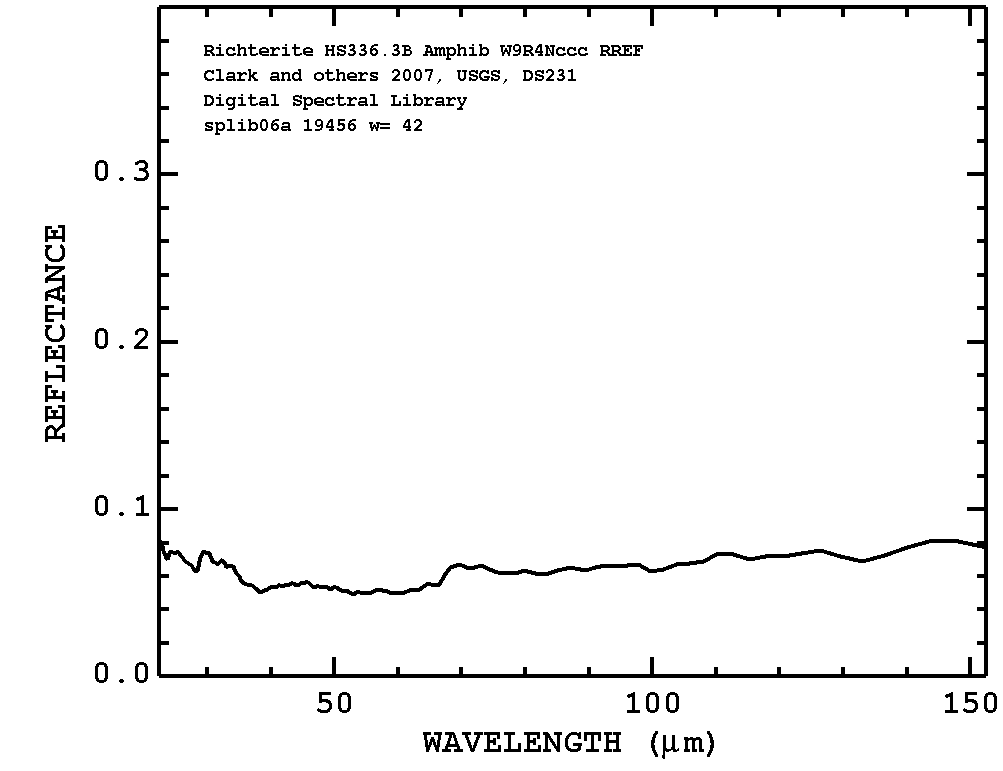 Richterite HS336.3B Amphib W9R4Nccc RREF
Clark and others 2007, USGS, DS231
Digital Spectral Library
splib06a 19456 w= 42
REFLECTANCE
0.3
0.2
0.1
0.0
50 100 150
WAVELENGTH (µm)